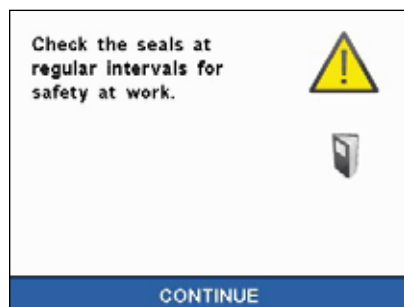 Check the seals at
regular intervals for
safety at work.
CONTINUE